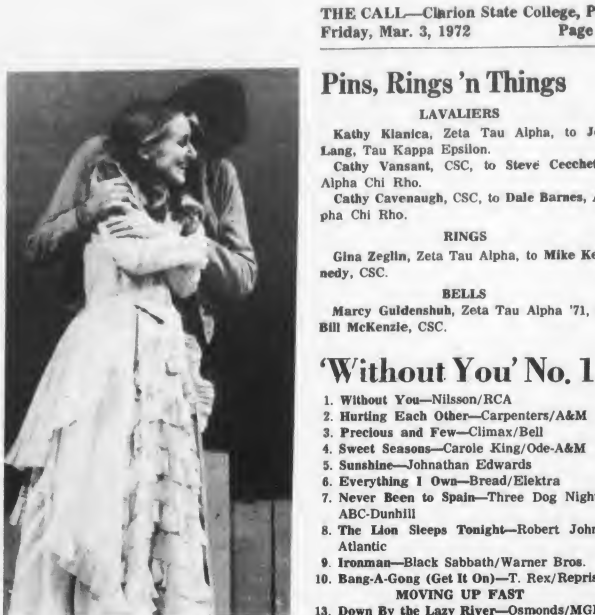 THE CALL—Clarion State College, P
Friday, Mar. 3, 1972 Page
Pins, Rings 'n Things
LAVALIERS
Kathy Klanica, Zeta Tau Alpha, to J
Lang, Tau Kappa Epsilon.
Cathy Vansant, CSC, to Steve Cecchet
Alpha Chi Rho.
Cathy Cavenaugh, CSC, to Dale Barnes, A
pha Chi Rho.
RINGS
Gina Zeglin, Zeta Tau Alpha, to Mike Ke
nedy, CSC.
BELLS
Marcy Guldenshuh, Zeta Tau Alpha '71,
Bill McKenzie, CSC.
'Without You' No. 1
1. Without You—Nilsson/RCA
2. Hurting Each Other—Carpenters/A&M
3. Precious and Few—Climax/Bell
4. Sweet Seasons—Carole King/Ode-A&M
5. Sunshine—Johnathan Edwards
6. Everything I Own—Bread/Elektra
7. Never Been to Spain—Three Dog Nigh
ABC-Dunhill
8. The Lion Sleeps Tonight—Robert John
Atlantic
9. Ironman—Black Sabbath/Warner Bros.
10. Bang-A-Gong (Get It On)—T. Rex/Repris
MOVING UP FAST
13. Down By the Lazy River—Osmonds/MG